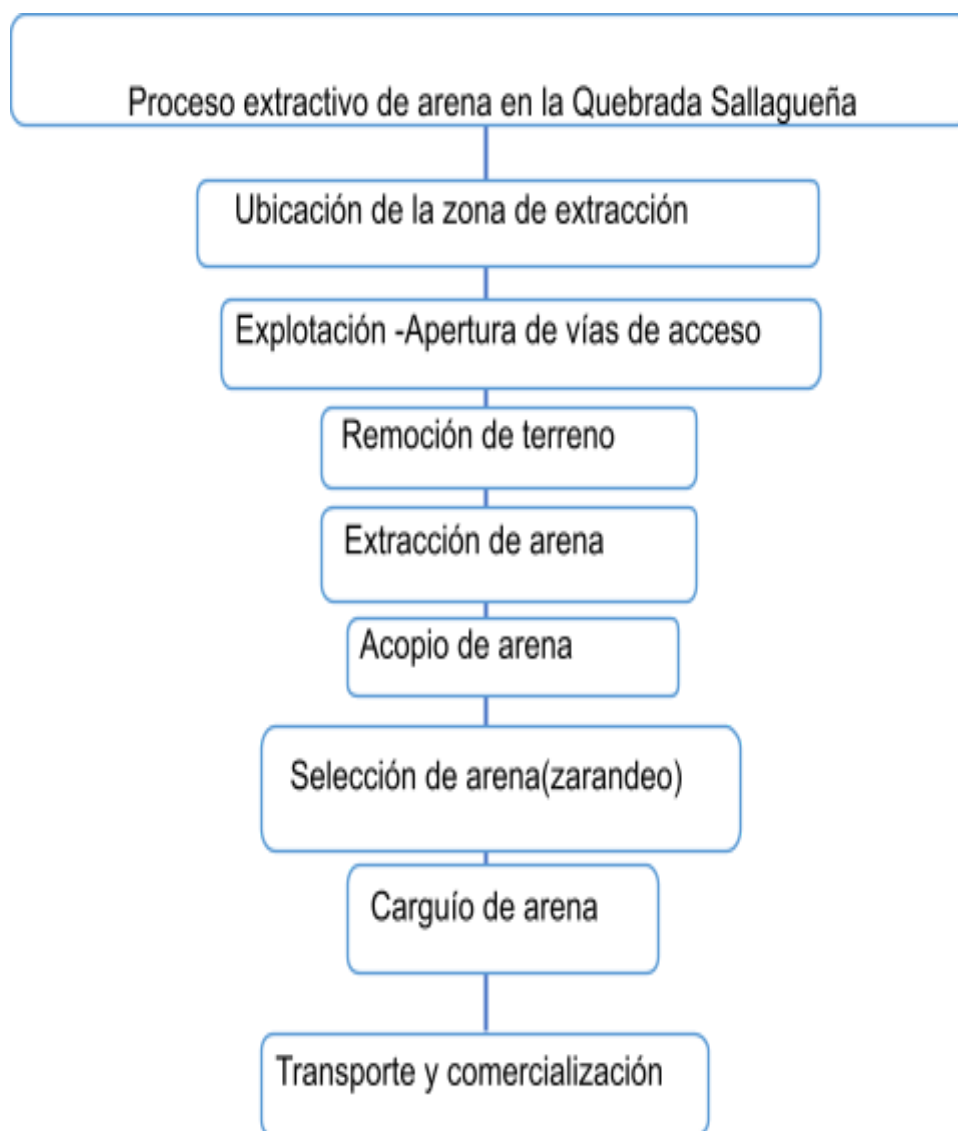 Proceso extractivo de arena en la Quebrada Sallagueña
Ubicación de la zona de extracción
Explotación -Apertura de vías de acceso
Remoción de terreno
Extracción de arena
Acopio de arena
Selección de arena(zarandeo)
Carguío de arena
Transporte y comercialización